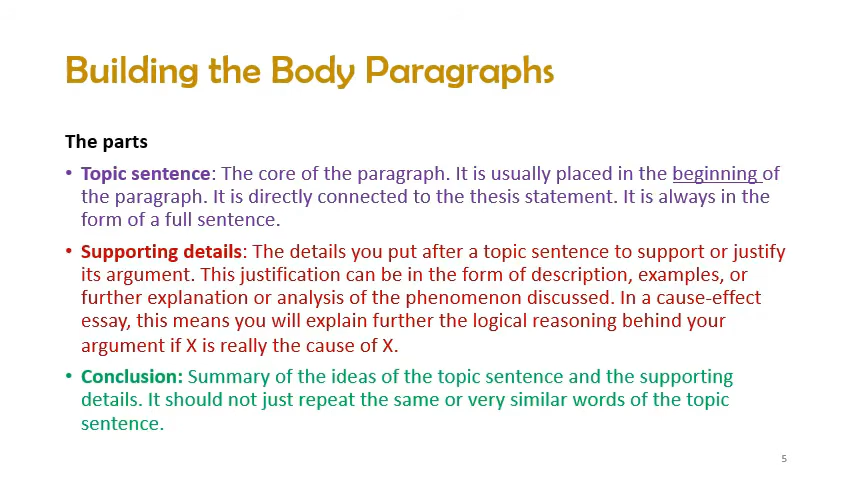 Building the Body Paragraphs
The parts
• Topic sentence: The core of the paragraph. It is usually placed in the beginning of
the paragraph. It is directly connected to the thesis statement. It is always in the
form of a full sentence.
• Supporting details: The details you put after a topic sentence to support or justify
its argument. This justification can be in the form of description, examples, or
further explanation or analysis of the phenomenon discussed. In a cause-effect
essay, this means you will explain further the logical reasoning behind your
argument if X is really the cause of X.
• Conclusion: Summary of the ideas of the topic sentence and the supporting
details. It should not just repeat the same or very similar words of the topic
sentence.
5